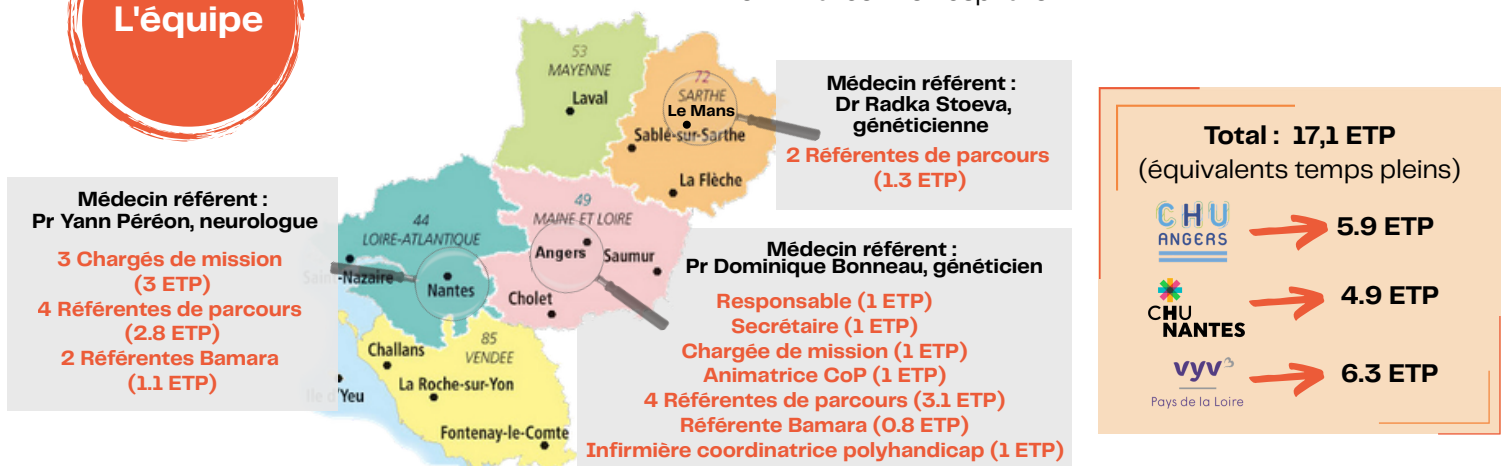 L'équipe
53
MAYENNE
Laval
72
SARTHE
Le Mans
Sablé-sur-Sarthe
La Flèche
Médecin référent :
Dr Radka Stoeva,
généticienne
2 Référentes de parcours
(1.3 ETP)
Médecin référent :
Pr Yann Péréon, neurologue
3 Chargés de mission
(3 ETP)
4 Référentes de parcours
(2.8 ETP)
2 Référentes Bamara
(1.1 ETP)
44
LOIRE-ATLANTIQUE
-Nazaire
Nantes
49
MAINE ET LOIRE
Angers
Saumur
Cholet
85
VENDEE
Challans
La Roche-sur-Yon
d'Yeu
Fontenay-le-Comte
Médecin référent :
Pr Dominique Bonneau, généticien
Responsable (1 ETP)
Secrétaire (1 ETP)
Chargée de mission (1 ETP)
Animatrice CoP (1 ETP)
4 Référentes de parcours (3.1 ETP)
Référente Bamara (0.8 ETP)
Infirmière coordinatrice polyhandicap (1 ETP)
Total : 17,1 ETP
(équivalents temps pleins)
CHU
ANGERS
5.9 ETP
CHU
NANTES
4.9 ETP
vyv3
Pays de la Loire
6.3 ETP